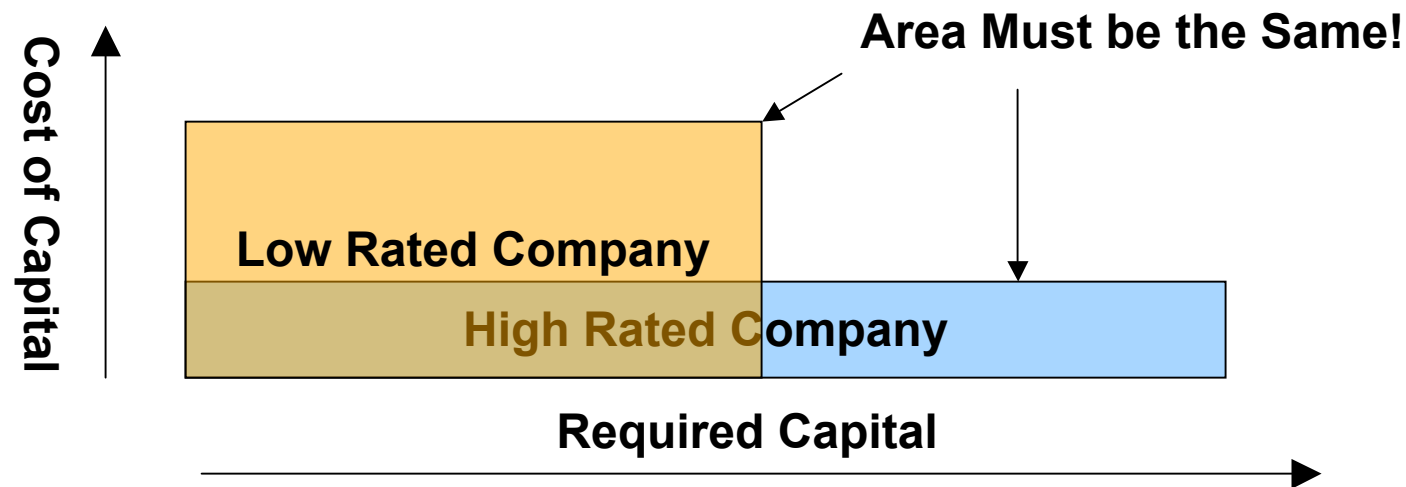 Area Must be the Same!
Cost of Capital
Low Rated Company
High Rated Company
Required Capital